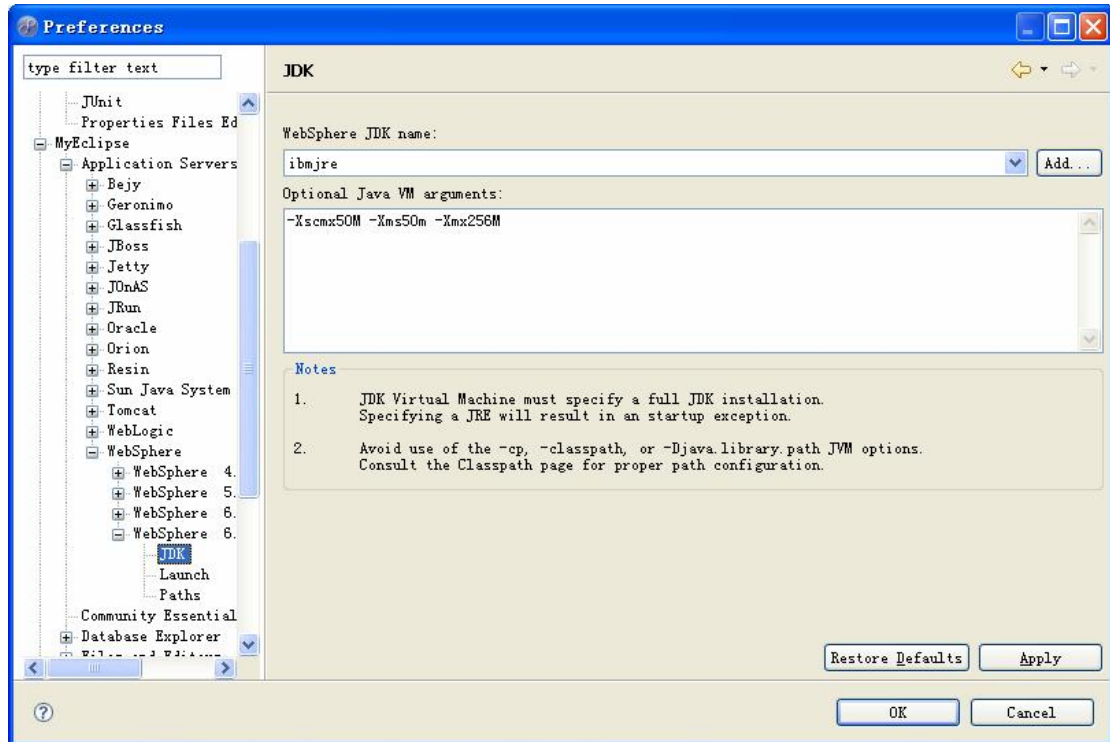 Preferences
type filter text
JUnit
Properties Files Ed
MyEclipse
Application Servers
Bejy
Geronimo
Glassfish
JBoss
Jetty
JOnAS
JRun
Oracle
Orion
Resin
Sun Java System
Tomcat
WebLogic
WebSphere
WebSphere 4.
WebSphere 5.
WebSphere 6.
WebSphere 6.
JDK
Launch
Paths
Community Essential
Database Explorer
JDK
WebSphere JDK name:
ibmjre
Add...
Optional Java VM arguments:
-Xscmx50M -Xms50m -Xmx256M
Notes
1. JDK Virtual Machine must specify a full JDK installation.
Specifying a JRE will result in an startup exception.
2. Avoid use of the -cp, -classpath, or -Djava.library.path JVM options.
Consult the Classpath page for proper path configuration.
Restore Defaults Apply
OK Cancel